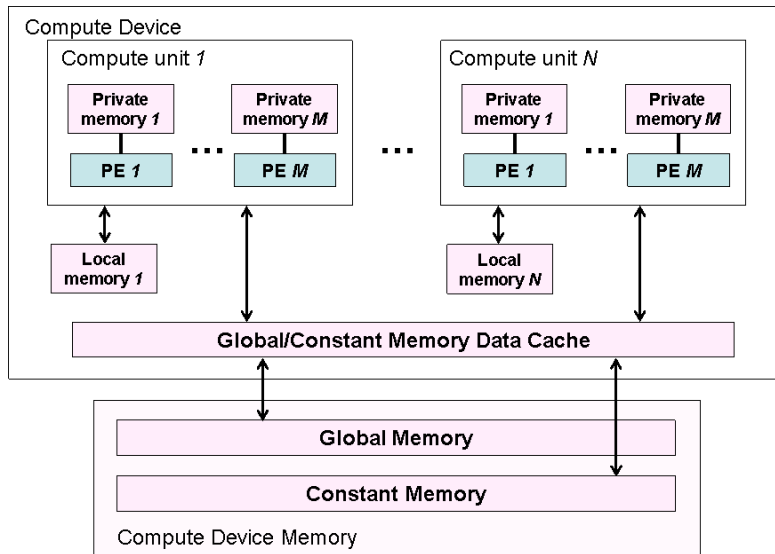 Compute Device
Compute unit 1
Compute unit N
Private
memory 1
Private
memory M
Private
memory 1
Private
memory M
...
...
...
PE 1
PE M
PE 1
PE M
Local
memory 1
Local
memory N
Global/Constant Memory Data Cache
Global Memory
Constant Memory
Compute Device Memory